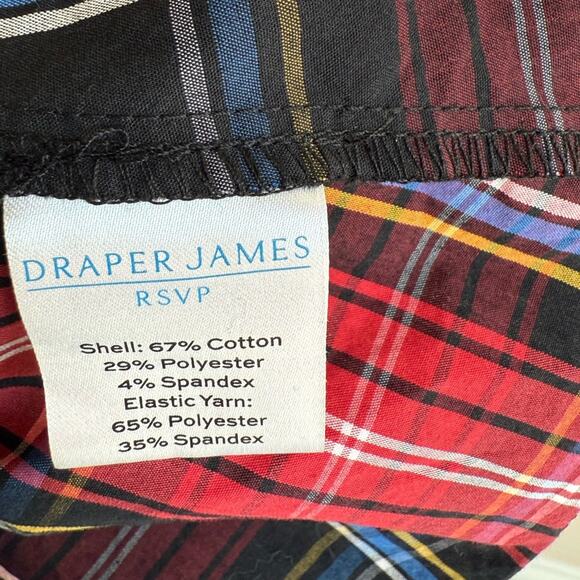 DRAPER JAMES
RSVP
Shell: 67% Cotton
29% Polyester
4% Spandex
Elastic Yarn:
65% Polyester
35% Spandex